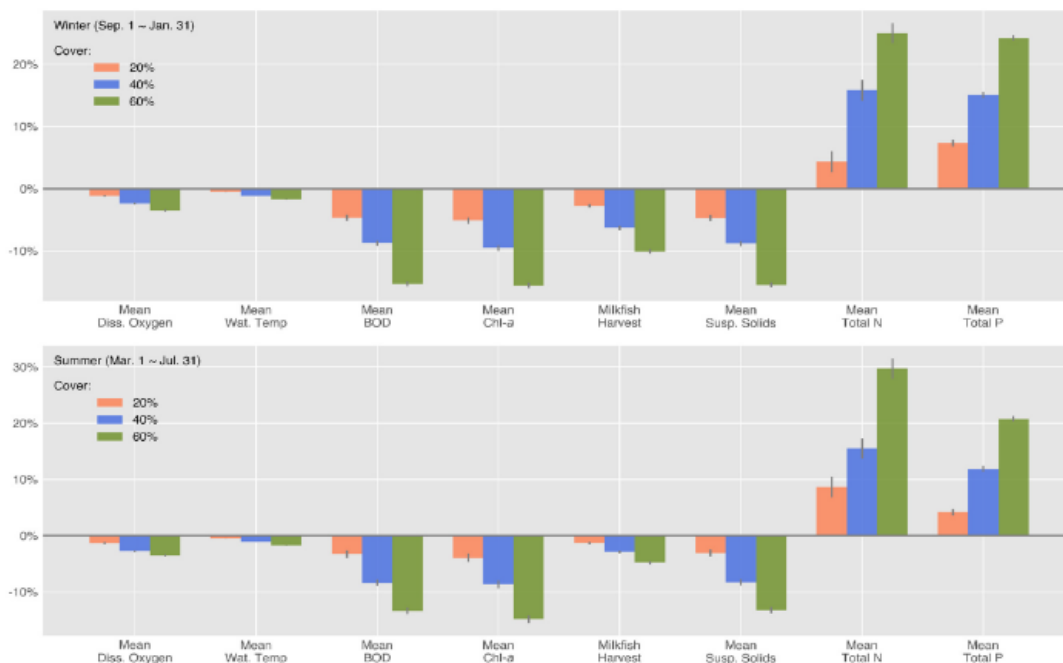 Winter (Sep. 1 ~ Jan. 31)
Cover:
20%
40%
60%
20%
10%
0%
-10%
Mean
Diss. Oxygen
Mean
Wat. Temp
Mean
BOD
Mean
Chl-a
Milkfish
Harvest
Mean
Susp. Solids
Mean
Total N
Mean
Total P
Summer (Mar. 1 ~ Jul. 31)
Cover:
20%
40%
60%
30%
20%
10%
0%
-10%
Mean
Diss. Oxygen
Mean
Wat. Temp
Mean
BOD
Mean
Chl-a
Milkfish
Harvest
Mean
Susp. Solids
Mean
Total N
Mean
Total P